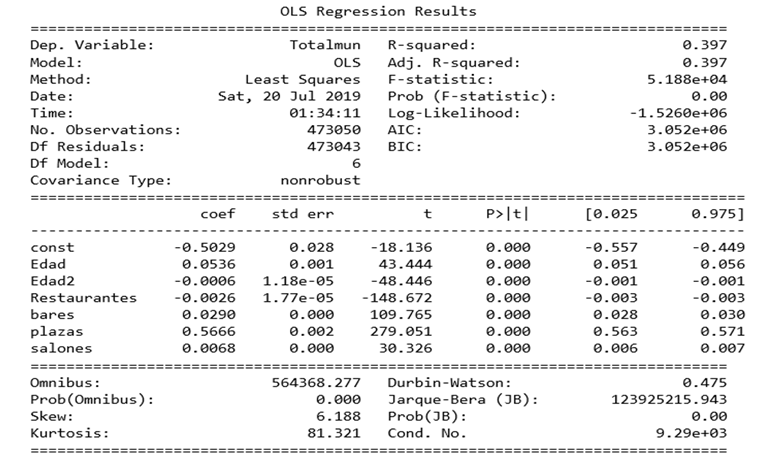 OLS Regression Results
==============================================================================
Dep. Variable: Totalmun R-squared: 0.397
Model: OLS Adj. R-squared: 0.397
Method: Least Squares F-statistic: 5.188e+04
Date: Sat, 20 Jul 2019 Prob (F-statistic): 0.00
Time: 01:34:11 Log-Likelihood: -1.5260e+06
No. Observations: 473050 AIC: 3.052e+06
Df Residuals: 473043 BIC: 3.052e+06
Df Model: 6
Covariance Type: nonrobust
==============================================================================
coef std err t P>|t| [0.025 0.975]
------------------------------------------------------------------------------
const -0.5029 0.028 -18.136 0.000 -0.557 -0.449
Edad 0.0536 0.001 43.444 0.000 0.051 0.056
Edad2 -0.0006 1.18e-05 -48.446 0.000 -0.001 -0.001
Restaurantes -0.0026 1.77e-05 -148.672 0.000 -0.003 -0.003
bares 0.0290 0.000 109.765 0.000 0.028 0.030
plazas 0.5666 0.002 279.051 0.000 0.563 0.571
salones 0.0068 0.000 30.326 0.000 0.006 0.007
==============================================================================
Omnibus: 564368.277 Durbin-Watson: 0.475
Prob(Omnibus): 0.000 Jarque-Bera (JB): 123925215.943
Skew: 6.188 Prob(JB): 0.00
Kurtosis: 81.321 Cond. No. 9.29e+03
==============================================================================